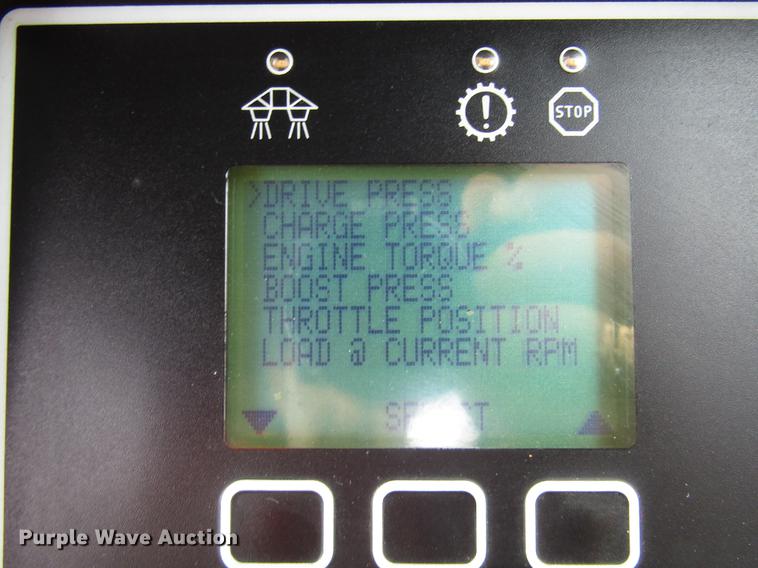 STOP
>DRIVE PRESS
CHARGE PRESS
ENGINE TORQUE %
BOOST PRESS
THROTTLE POSITION
LOAD @ CURRENT RPM
SELECT
Purple Wave Auction